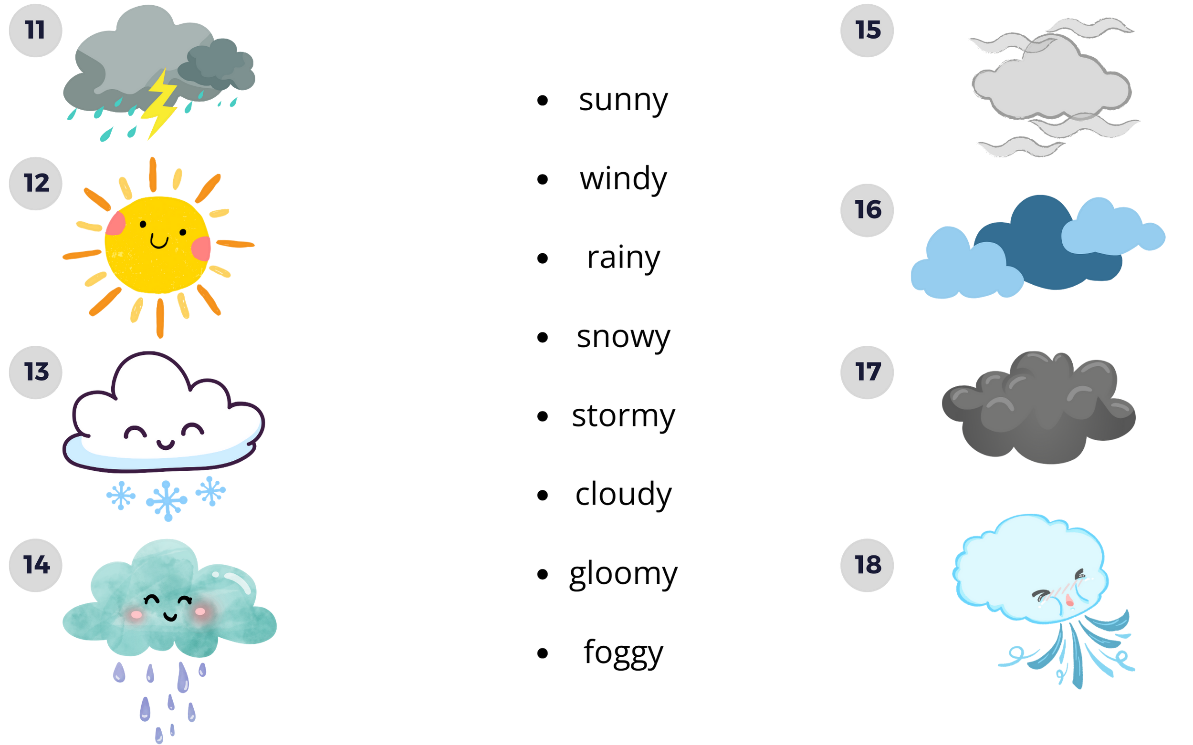 11
12
13
14
• sunny
• windy
• rainy
• snowy
• stormy
• cloudy
• gloomy
• foggy
15
16
17
18